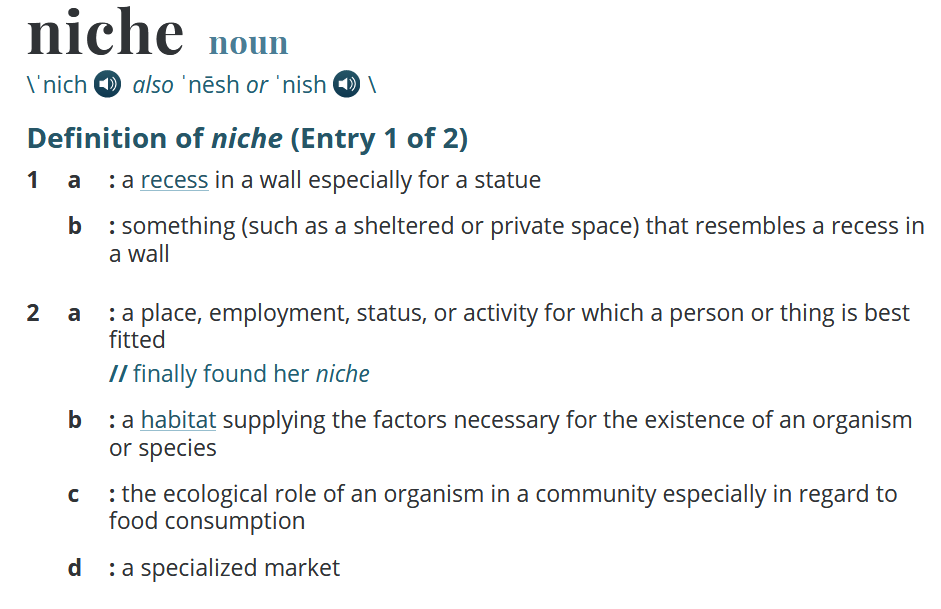 niche noun
\ ˈnich also ˈnēsh or ˈnish \
Definition of niche (Entry 1 of 2)
1 a : a recess in a wall especially for a statue
b : something (such as a sheltered or private space) that resembles a recess in
a wall
2 a : a place, employment, status, or activity for which a person or thing is best
fitted
// finally found her niche
b : a habitat supplying the factors necessary for the existence of an organism
or species
c : the ecological role of an organism in a community especially in regard to
food consumption
d : a specialized market